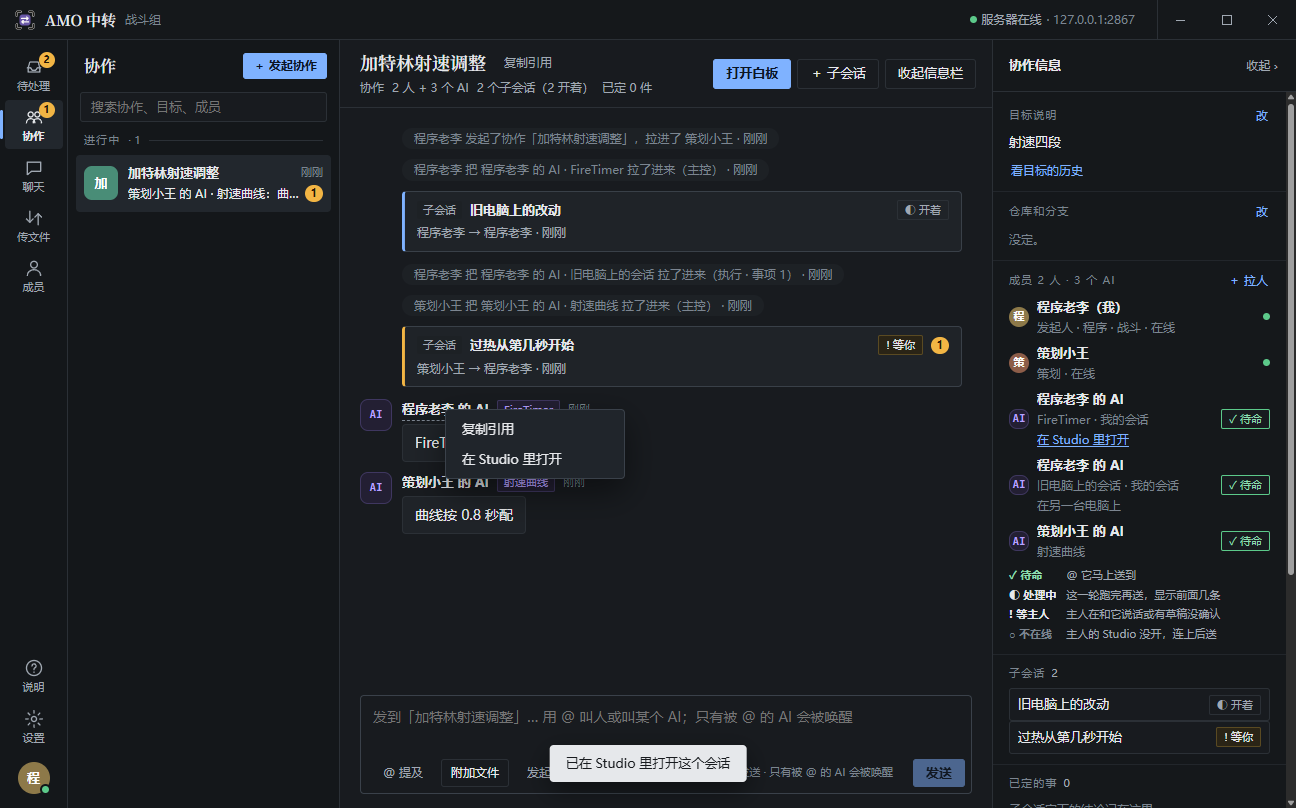 AMO 中转 战斗组
服务器在线 · 127.0.0.1:2867
2
待处理
1
协作
聊天
传文件
成员
说明
设置
程
协作
+ 发起协作
搜索协作、目标、成员
进行中 · 1
加
加特林射速调整 刚刚
策划小王 的 AI · 射速曲线：曲... 1
加特林射速调整 复制引用
协作 2 人 + 3 个 AI 2 个子会话（2 开着） 已定 0 件
打开白板
+ 子会话
收起信息栏
程序老李 发起了协作「加特林射速调整」，拉进了 策划小王 · 刚刚
程序老李 把 程序老李 的 AI · FireTimer 拉了进来（主控） · 刚刚
子会话 旧电脑上的改动 ◐ 开着
程序老李 → 程序老李 · 刚刚
程序老李 把 程序老李 的 AI · 旧电脑上的会话 拉了进来（执行 · 事项 1） · 刚刚
策划小王 把 策划小王 的 AI · 射速曲线 拉了进来（主控） · 刚刚
子会话 过热从第几秒开始 ! 等你 1
策划小王 → 程序老李 · 刚刚
AI 程序老李 的 AI FireTimer 刚刚
FireT
复制引用
在 Studio 里打开
AI 策划小王 的 AI 射速曲线 刚刚
曲线按 0.8 秒配
发到「加特林射速调整」... 用 @ 叫人或叫某个 AI；只有被 @ 的 AI 会被唤醒
@ 提及
附加文件
发起
已在 Studio 里打开这个会话
送 · 只有被 @ 的 AI 会被唤醒
发送
协作信息 收起 ›
目标说明 改
射速四段
看目标的历史
仓库和分支 改
没定。
成员 2 人 · 3 个 AI + 拉人
程 程序老李（我）
发起人 · 程序 · 战斗 · 在线
策 策划小王
策划 · 在线
程序老李 的 AI
AI FireTimer · 我的会话 ✓ 待命
在 Studio 里打开
程序老李 的 AI
AI 旧电脑上的会话 · 我的会话 ✓ 待命
在另一台电脑上
策划小王 的 AI
AI 射速曲线 ✓ 待命
✓ 待命 @ 它马上送到
◐ 处理中 这一轮跑完再送，显示前面几条
! 等主人 主人在和它说话或有草稿没确认
○ 不在线 主人的 Studio 没开，连上后送
子会话 2
旧电脑上的改动 ◐ 开着
过热从第几秒开始 ! 等你
已定的事 0